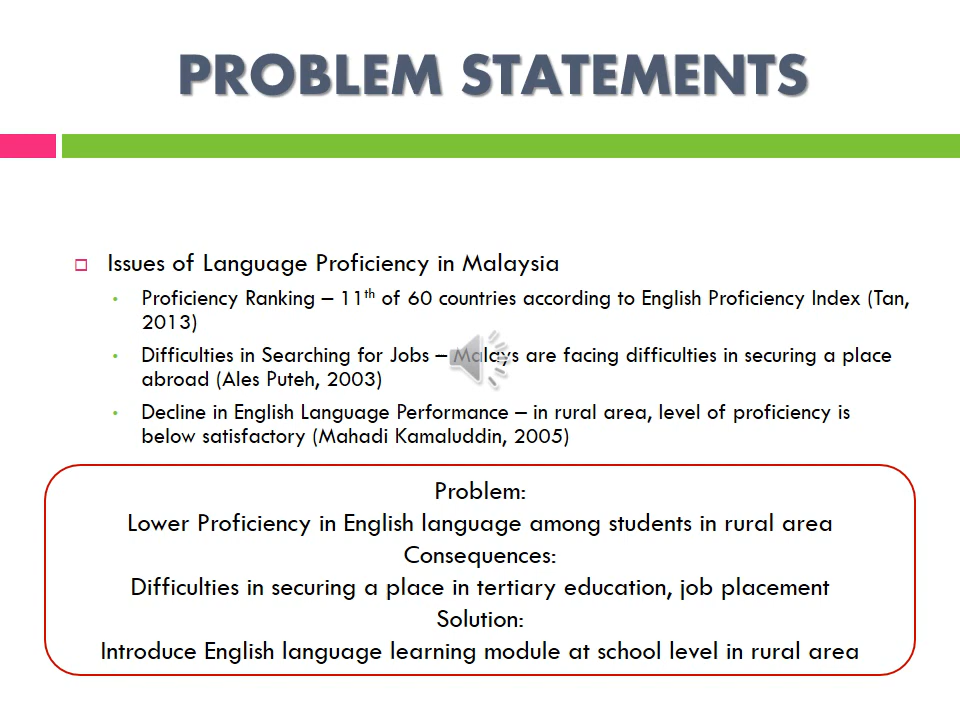 PROBLEM STATEMENTS
Issues of Language Proficiency in Malaysia
Proficiency Ranking – 11th of 60 countries according to English Proficiency Index (Tan,
2013)
Difficulties in Searching for Jobs – Malays are facing difficulties in securing a place
abroad (Ales Puteh, 2003)
Decline in English Language Performance – in rural area, level of proficiency is
below satisfactory (Mahadi Kamaluddin, 2005)
Problem:
Lower Proficiency in English language among students in rural area
Consequences:
Difficulties in securing a place in tertiary education, job placement
Solution:
Introduce English language learning module at school level in rural area